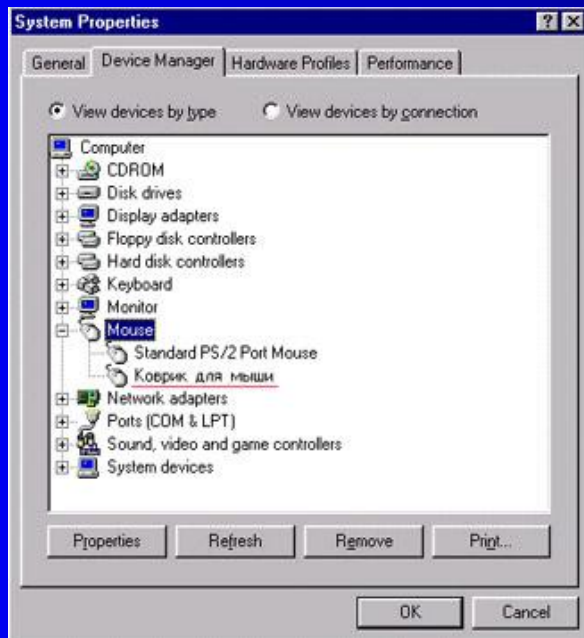 System Properties
General Device Manager Hardware Profiles Performance
View devices by type View devices by connection
Computer
CDROM
Disk drives
Display adapters
Floppy disk controllers
Hard disk controllers
Keyboard
Monitor
Mouse
Standard PS/2 Port Mouse
Коврик для мыши
Network adapters
Ports (COM & LPT)
Sound, video and game controllers
System devices
Properties Refresh Remove Print...
OK Cancel